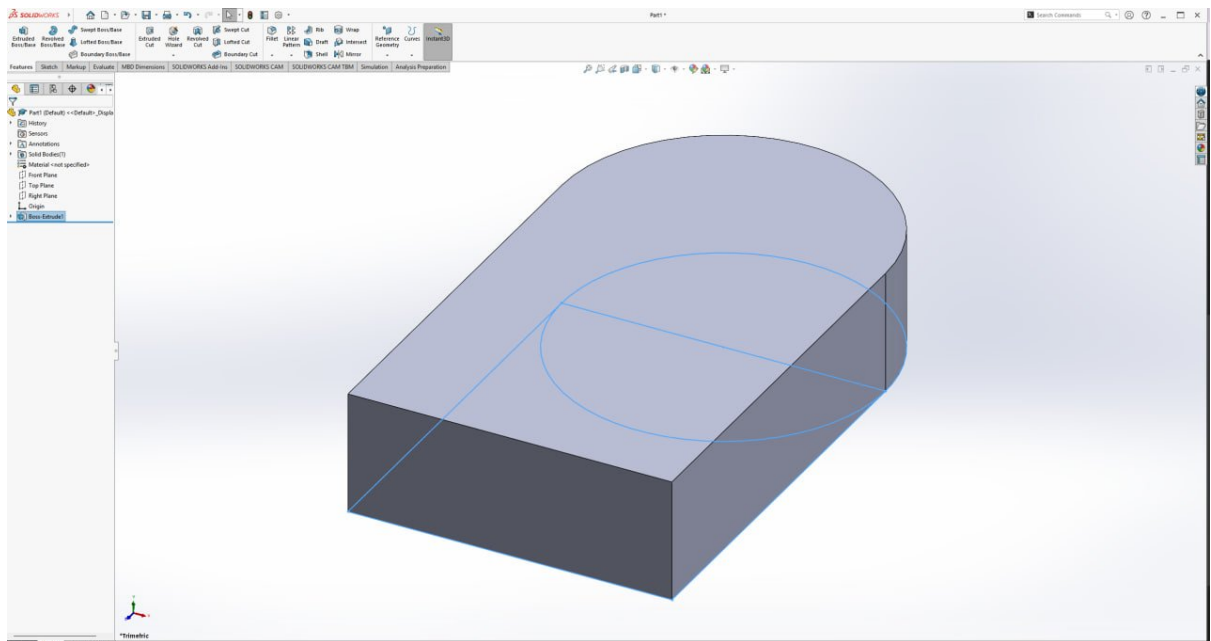 SOLIDWORKS
Part1 *
Search Commands
Extruded Boss/Base
Revolved Boss/Base
Swept Boss/Base
Lofted Boss/Base
Boundary Boss/Base
Extruded Cut
Hole Wizard
Revolved Cut
Swept Cut
Lofted Cut
Boundary Cut
Fillet
Linear Pattern
Rib
Draft
Shell
Wrap
Intersect
Mirror
Reference Geometry
Curves
Instant3D
Features Sketch Markup Evaluate MBD Dimensions SOLIDWORKS Add-Ins SOLIDWORKS CAM SOLIDWORKS CAM TBM Simulation Analysis Preparation
Part1 (Default) <<Default>_Displa
History
Sensors
Annotations
Solid Bodies(1)
Material <not specified>
Front Plane
Top Plane
Right Plane
Origin
Boss-Extrude1
*Trimetric